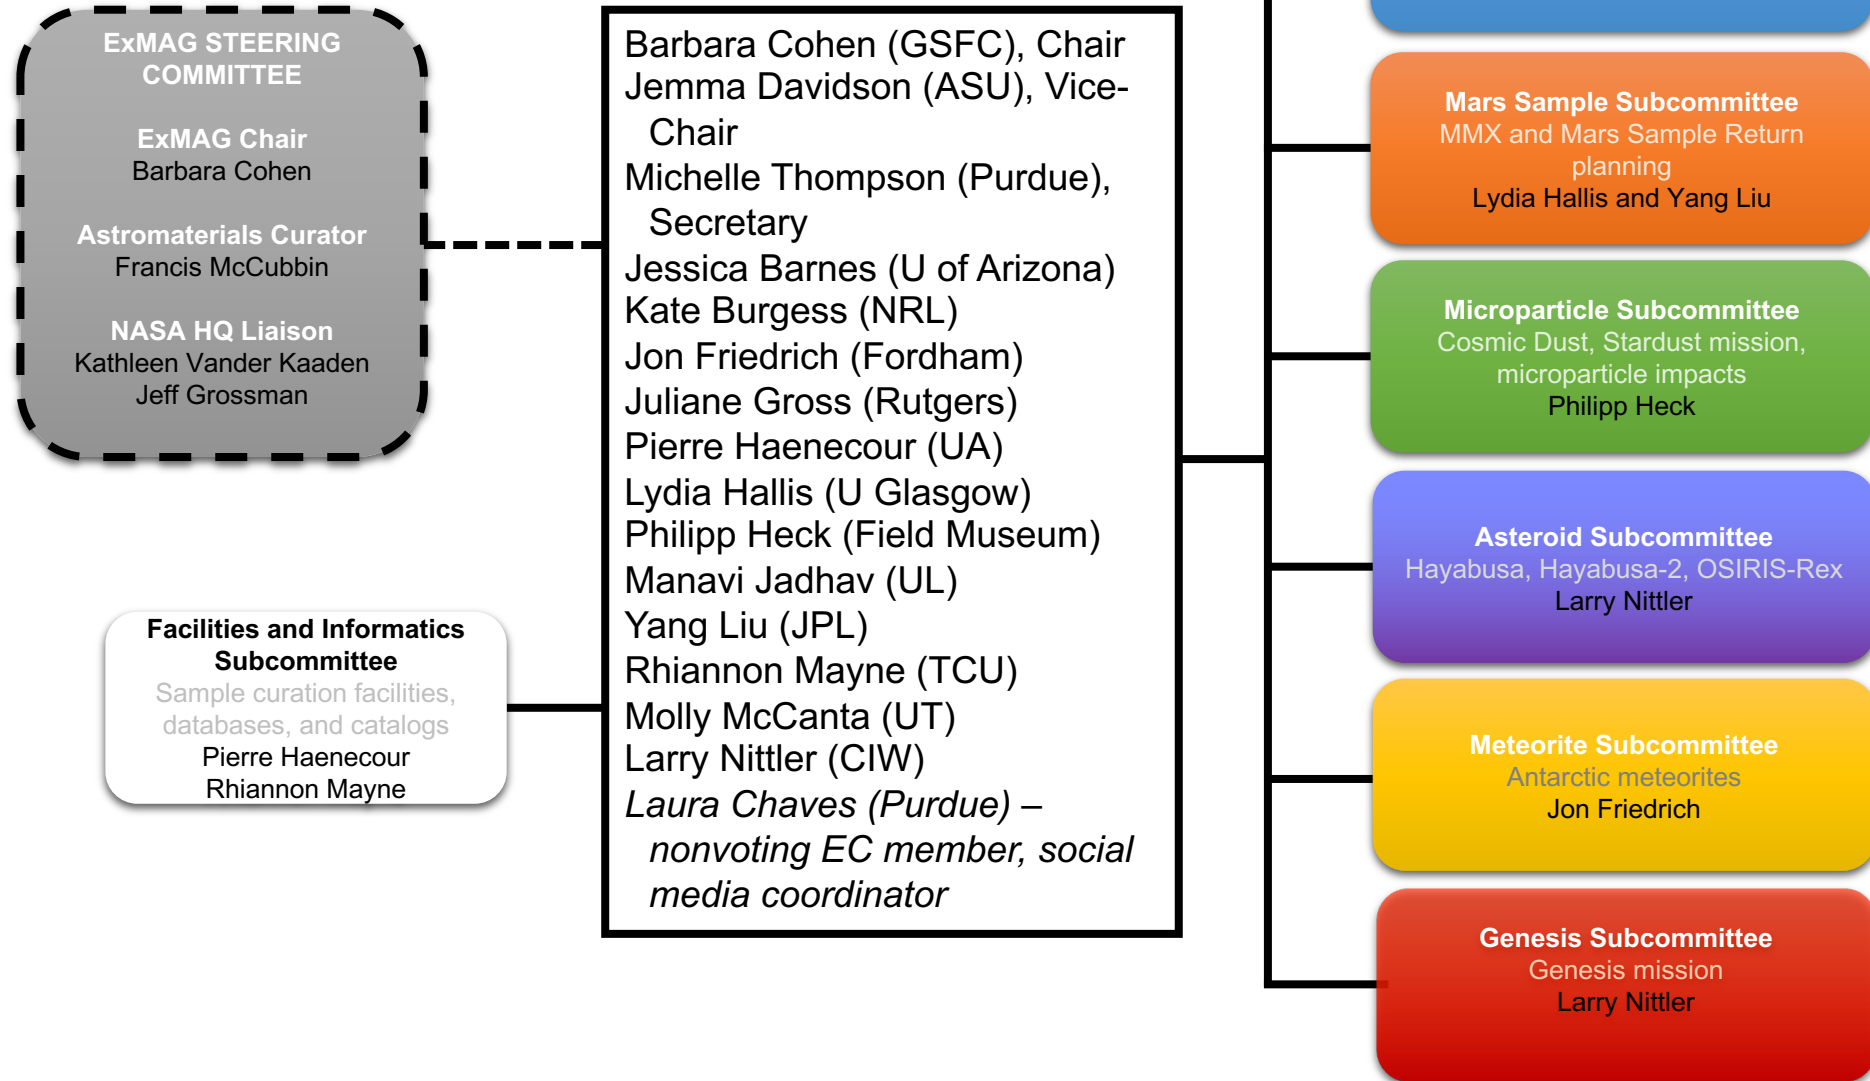 ExMAG STEERING
COMMITTEE
ExMAG Chair
Barbara Cohen
Astromaterials Curator
Francis McCubbin
NASA HQ Liaison
Kathleen Vander Kaaden
Jeff Grossman
Facilities and Informatics
Subcommittee
Sample curation facilities,
databases, and catalogs
Pierre Haenecour
Rhiannon Mayne
Barbara Cohen (GSFC), Chair
Jemma Davidson (ASU), Vice-
Chair
Michelle Thompson (Purdue),
Secretary
Jessica Barnes (U of Arizona)
Kate Burgess (NRL)
Jon Friedrich (Fordham)
Juliane Gross (Rutgers)
Pierre Haenecour (UA)
Lydia Hallis (U Glasgow)
Philipp Heck (Field Museum)
Manavi Jadhav (UL)
Yang Liu (JPL)
Rhiannon Mayne (TCU)
Molly McCanta (UT)
Larry Nittler (CIW)
Laura Chaves (Purdue) –
nonvoting EC member, social
media coordinator
Mars Sample Subcommittee
MMX and Mars Sample Return
planning
Lydia Hallis and Yang Liu
Microparticle Subcommittee
Cosmic Dust, Stardust mission,
microparticle impacts
Philipp Heck
Asteroid Subcommittee
Hayabusa, Hayabusa-2, OSIRIS-Rex
Larry Nittler
Meteorite Subcommittee
Antarctic meteorites
Jon Friedrich
Genesis Subcommittee
Genesis mission
Larry Nittler